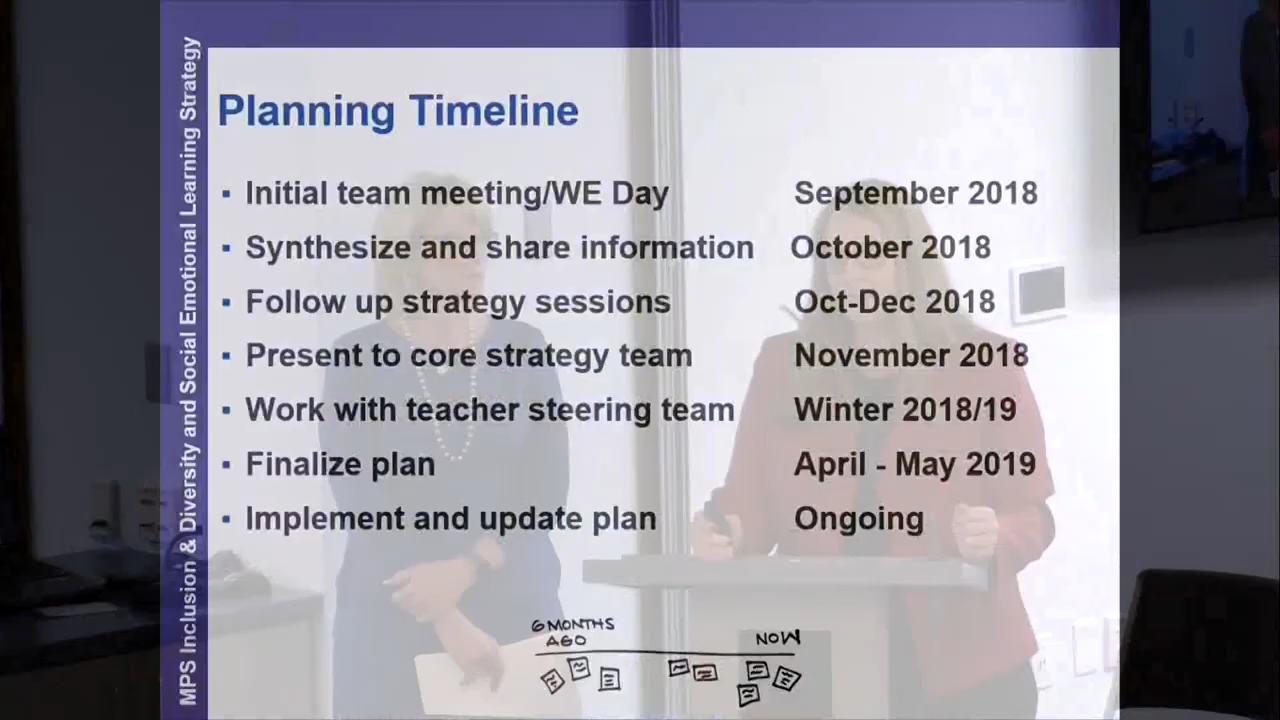 MPS Inclusion & Diversity and Social Emotional Learning Strategy
Planning Timeline
▪ Initial team meeting/WE Day September 2018
▪ Synthesize and share information October 2018
▪ Follow up strategy sessions Oct-Dec 2018
▪ Present to core strategy team November 2018
▪ Work with teacher steering team Winter 2018/19
▪ Finalize plan April - May 2019
▪ Implement and update plan Ongoing
6 MONTHS
AGO NOW